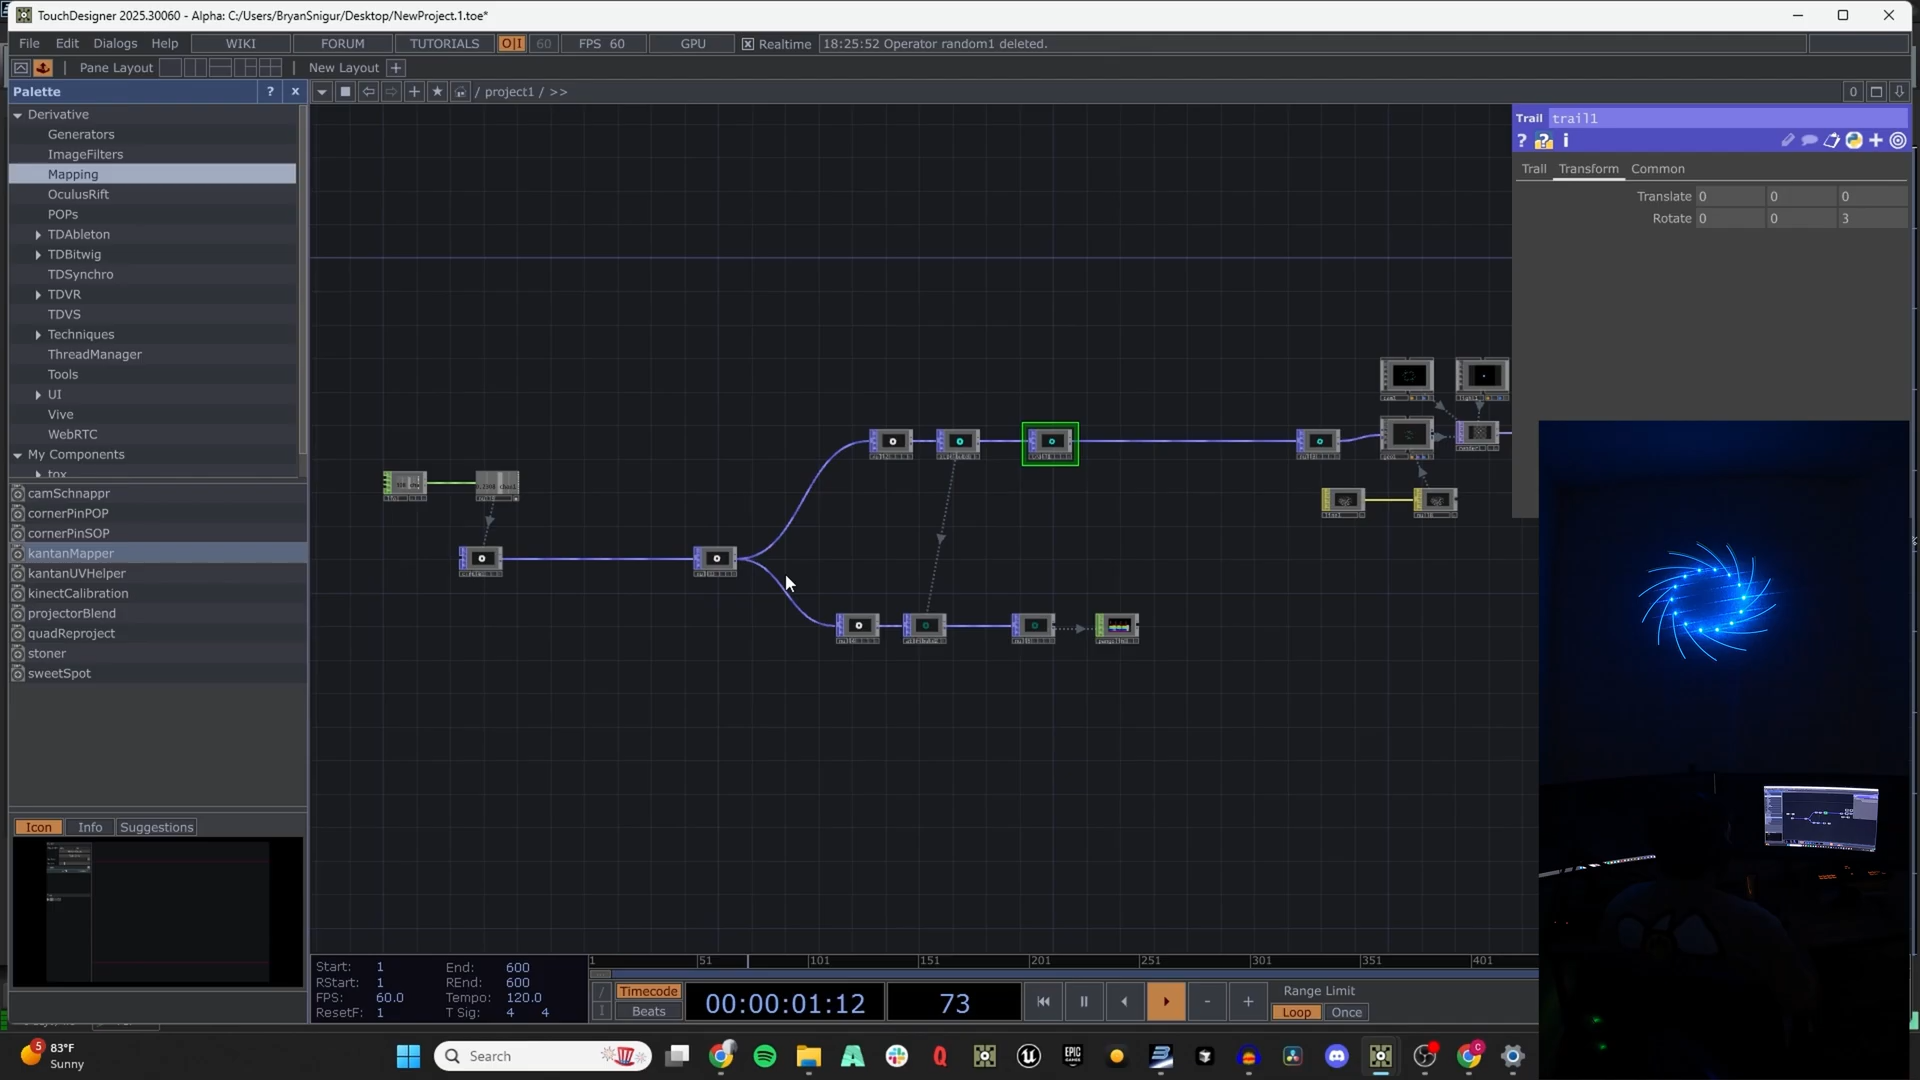 TouchDesigner 2025.30060 - Alpha: C:/Users/BryanSnigur/Desktop/NewProject.1.toe*
File Edit Dialogs Help WIKI FORUM TUTORIALS O|I 60 FPS 60 GPU Realtime 18:25:52 Operator random1 deleted.
Pane Layout New Layout +
Palette ? x / project1 / >> 0
Derivative
Generators
ImageFilters
Mapping
OculusRift
POPs
TDAbleton
TDBitwig
TDSynchro
TDVR
TDVS
Techniques
ThreadManager
Tools
UI
Vive
WebRTC
My Components
tox
camSchnappr
cornerPinPOP
cornerPinSOP
kantanMapper
kantanUVHelper
kinectCalibration
projectorBlend
quadReproject
stoner
sweetSpot
Icon Info Suggestions
Trail trail1
Trail Transform Common
Translate 0 0 0
Rotate 0 0 3
1 51 101 151 201 251 301 351 401
Start: 1 End: 600
RStart: 1 REnd: 600
FPS: 60.0 Tempo: 120.0
ResetF: 1 T Sig: 4 4
Timecode
Beats
00:00:01:12 73
Range Limit
Loop Once
5
83°F
Sunny
Search